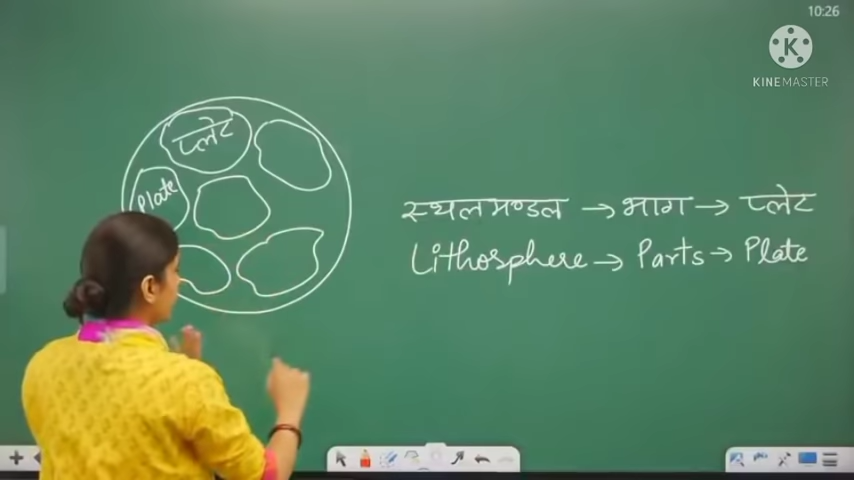 10:26
KINEMASTER
प्लेट
Plate
स्थलमण्डल → भाग → प्लेट
Lithosphere → Parts → Plate